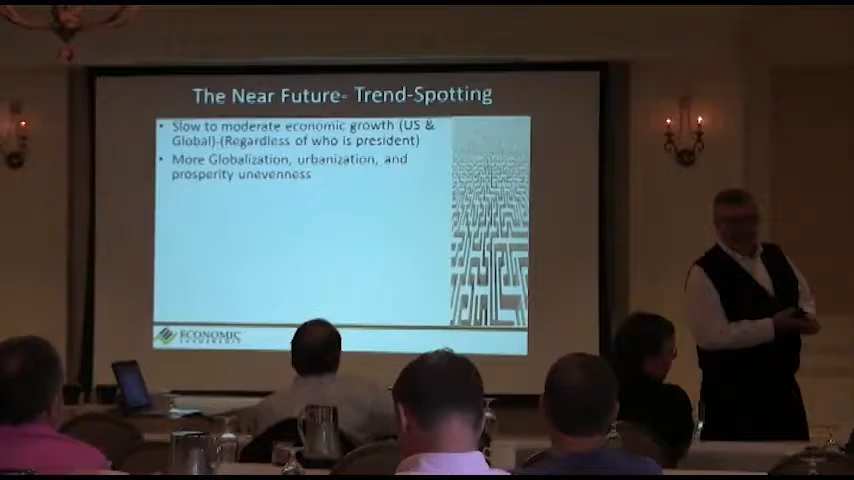 The Near Future- Trend-Spotting
• Slow to moderate economic growth (US &
Global)-(Regardless of who is president)
• More Globalization, urbanization, and
prosperity unevenness
ECONOMIC